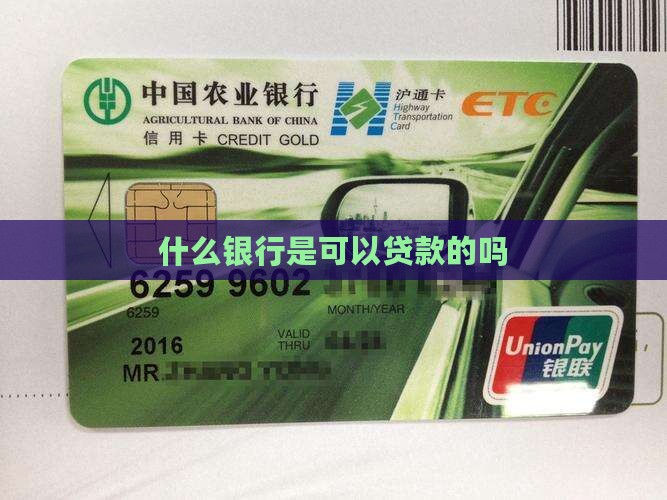 中国农业银行
AGRICULTURAL BANK OF CHINA
信用卡 CREDIT GOLD
沪通卡
Highway
Transportation
Card
ETC
什么银行是可以贷款的吗
6259 9602
6259
MONTH/YEAR
2016
VALID
THRU
MR.
UnionPay
银联